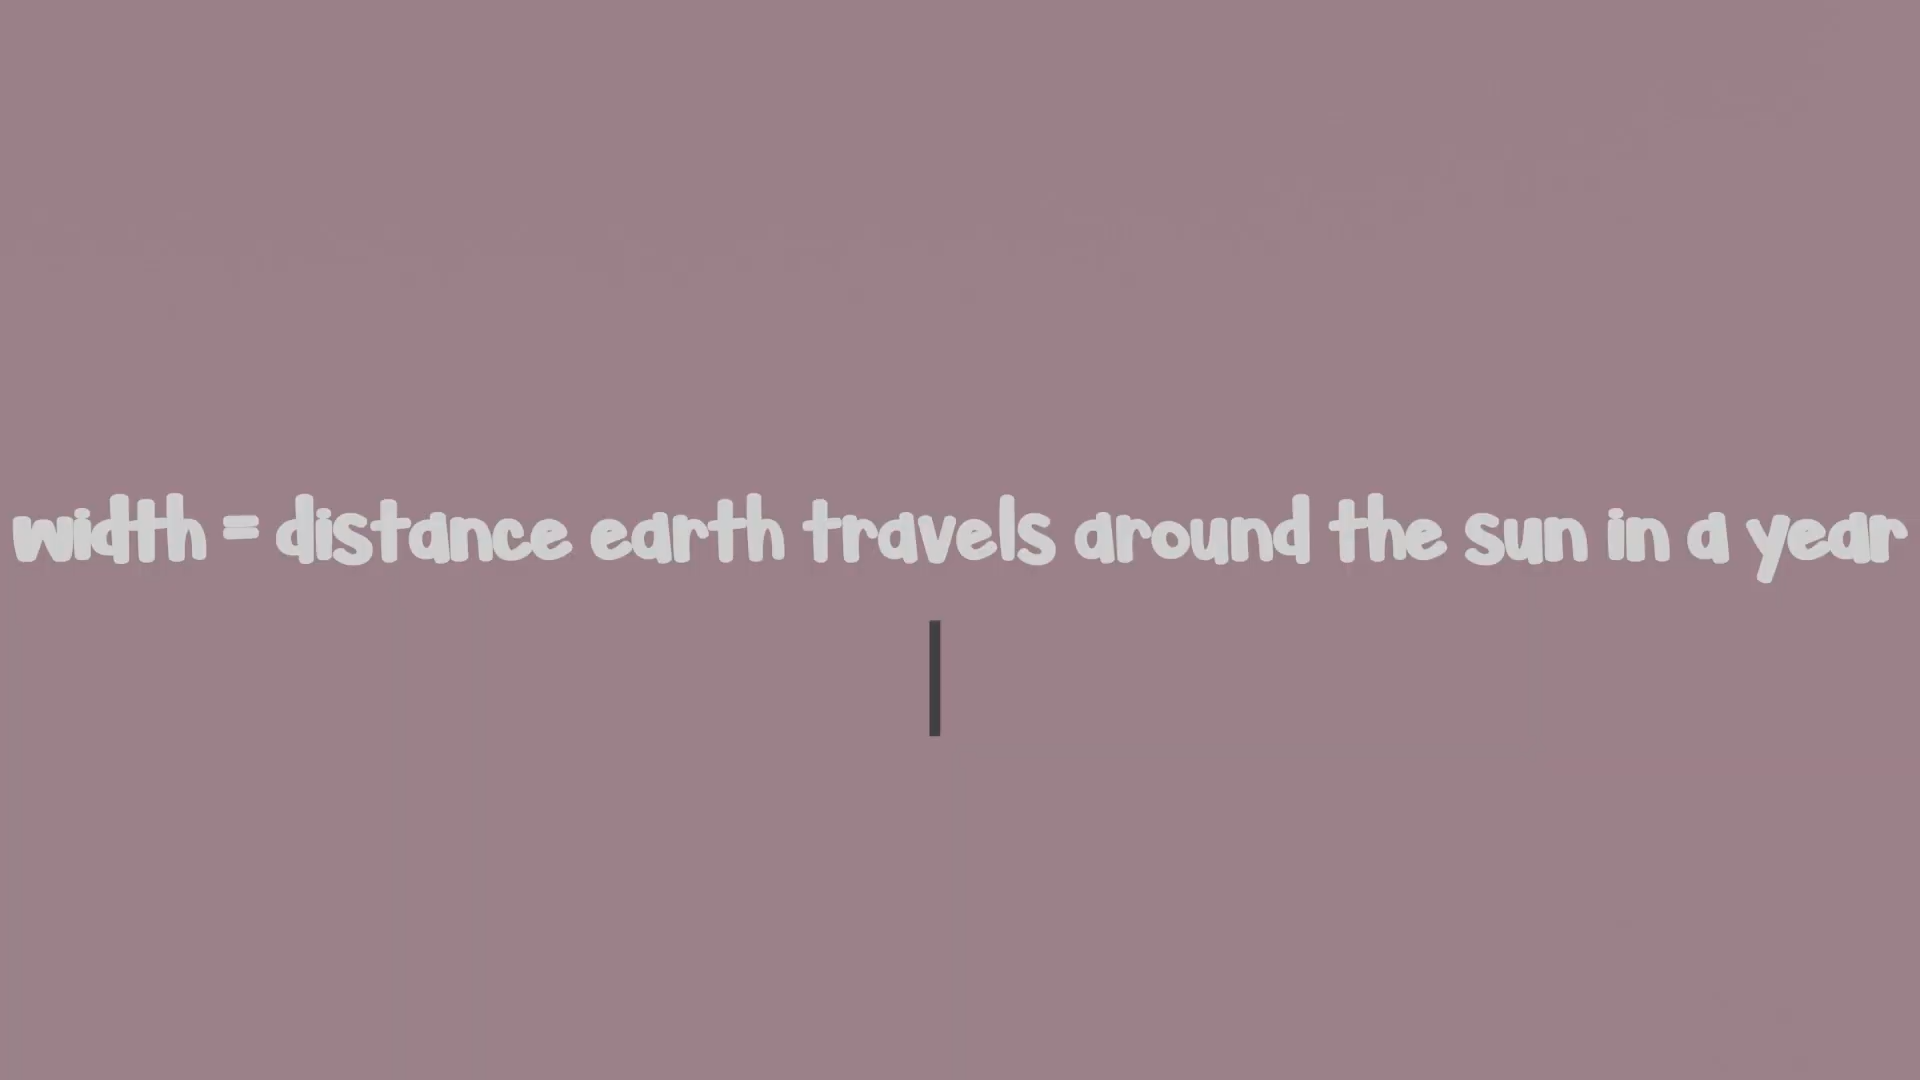 width = distance earth travels around the sun in a year